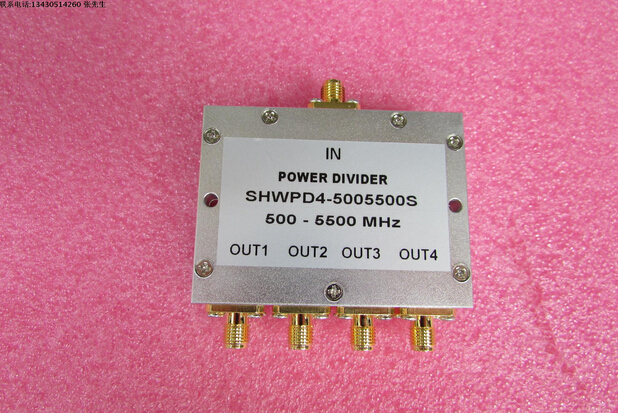 联系电话:13430514260 张先生
IN
POWER DIVIDER
SHWPD4-5005500S
500 - 5500 MHz
OUT1 OUT2 OUT3 OUT4